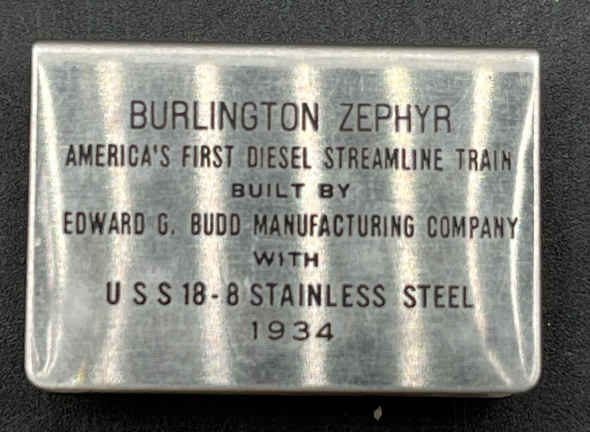 BURLINGTON ZEPHYR
AMERICA'S FIRST DIESEL STREAMLINE TRAIN
BUILT BY
EDWARD G. BUDD MANUFACTURING COMPANY
WITH
U S S 18-8 STAINLESS STEEL
1934